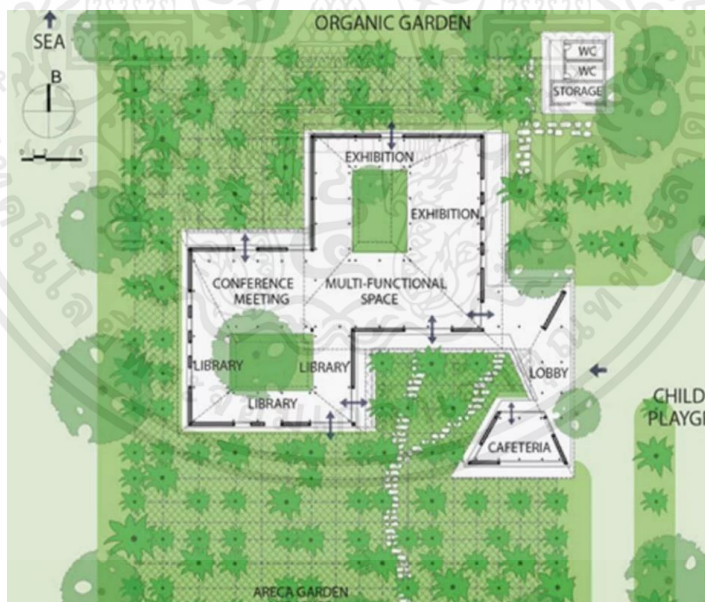 ORGANIC GARDEN
SEA
B
WC
WC
STORAGE
EXHIBITION
EXHIBITION
CONFERENCE
MEETING
MULTI-FUNCTIONAL
SPACE
LIBRARY
LIBRARY
LIBRARY
LOBBY
CHILD
PLAYG
CAFETERIA
ARECA GARDEN